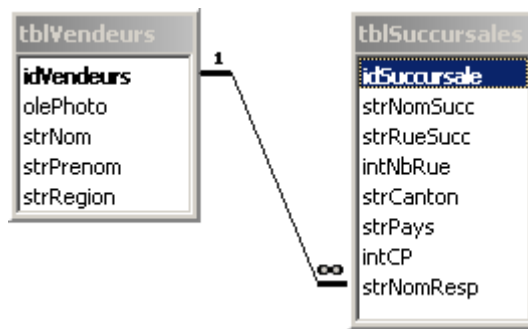 tblVendeurs
idVendeurs
olePhoto
strNom
strPrenom
strRegion
1
∞
tblSuccursales
idSuccursale
strNomSucc
strRueSucc
intNbRue
strCanton
strPays
intCP
strNomResp